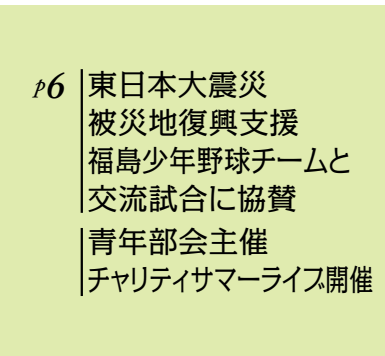 p6 東日本大震災
被災地復興支援
福島少年野球チームと
交流試合に協賛
青年部会主催
チャリティサマーライブ開催